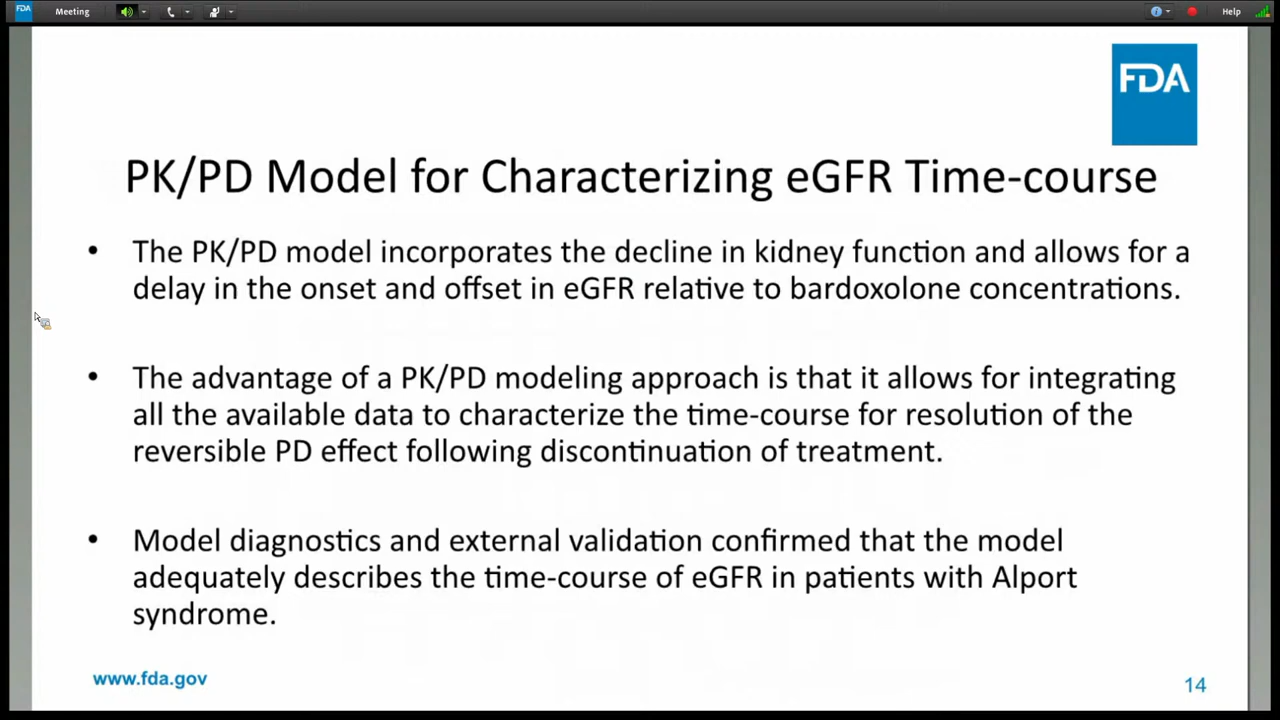 FDA
Meeting
Help
FDA
PK/PD Model for Characterizing eGFR Time-course
• The PK/PD model incorporates the decline in kidney function and allows for a
delay in the onset and offset in eGFR relative to bardoxolone concentrations.
• The advantage of a PK/PD modeling approach is that it allows for integrating
all the available data to characterize the time-course for resolution of the
reversible PD effect following discontinuation of treatment.
• Model diagnostics and external validation confirmed that the model
adequately describes the time-course of eGFR in patients with Alport
syndrome.
www.fda.gov
14